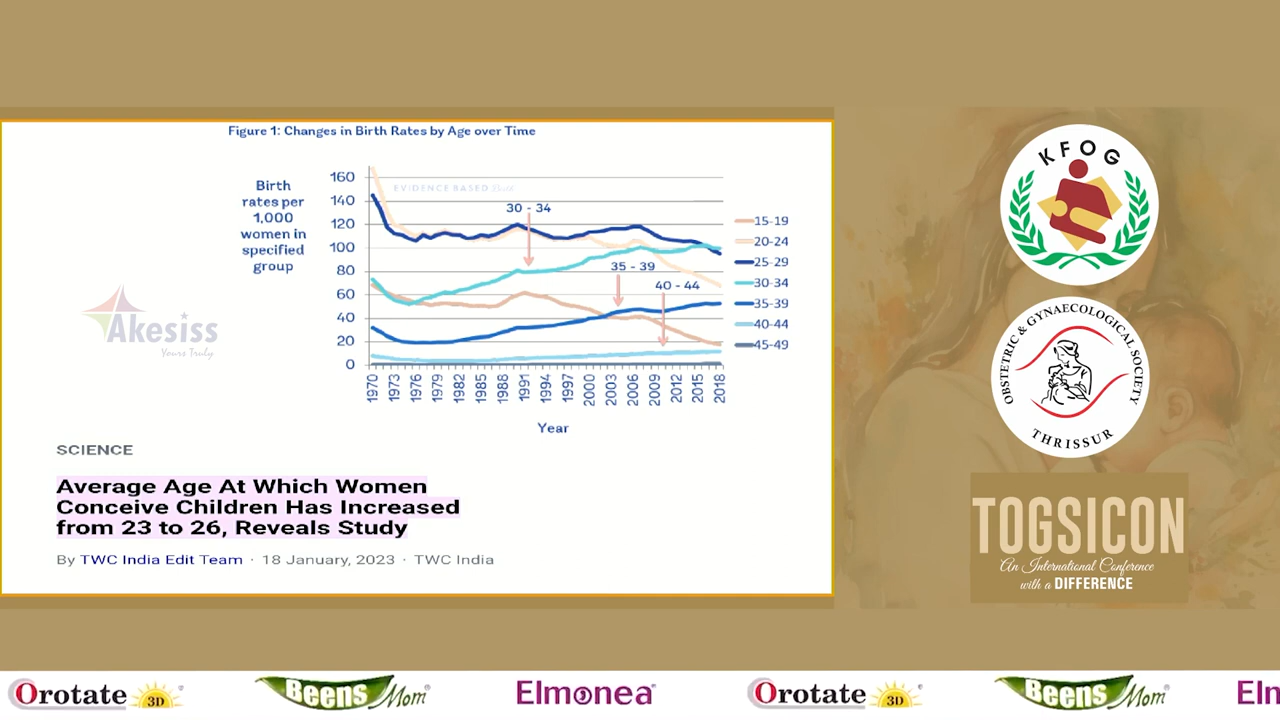 Figure 1: Changes in Birth Rates by Age over Time
Birth
rates per
1,000
women in
specified
group
160
140
120
100
80
60
40
20
0
EVIDENCE BASED Birth
30 - 34
35 - 39
40 - 44
15-19
20-24
25-29
30-34
35-39
40-44
45-49
1970
1973
1976
1979
1982
1985
1988
1991
1994
1997
2000
2003
2006
2009
2012
2015
2018
Year
Akesiss
Yours Truly
SCIENCE
Average Age At Which Women
Conceive Children Has Increased
from 23 to 26, Reveals Study
By TWC India Edit Team · 18 January, 2023 · TWC India
KFOG
OBSTETRIC & GYNAECOLOGICAL SOCIETY
THRISSUR
TOGSICON
An International Conference
with a DIFFERENCE
Orotate 3D
Beens Mom
Elmonea
Orotate 3D
Beens Mom
Eln